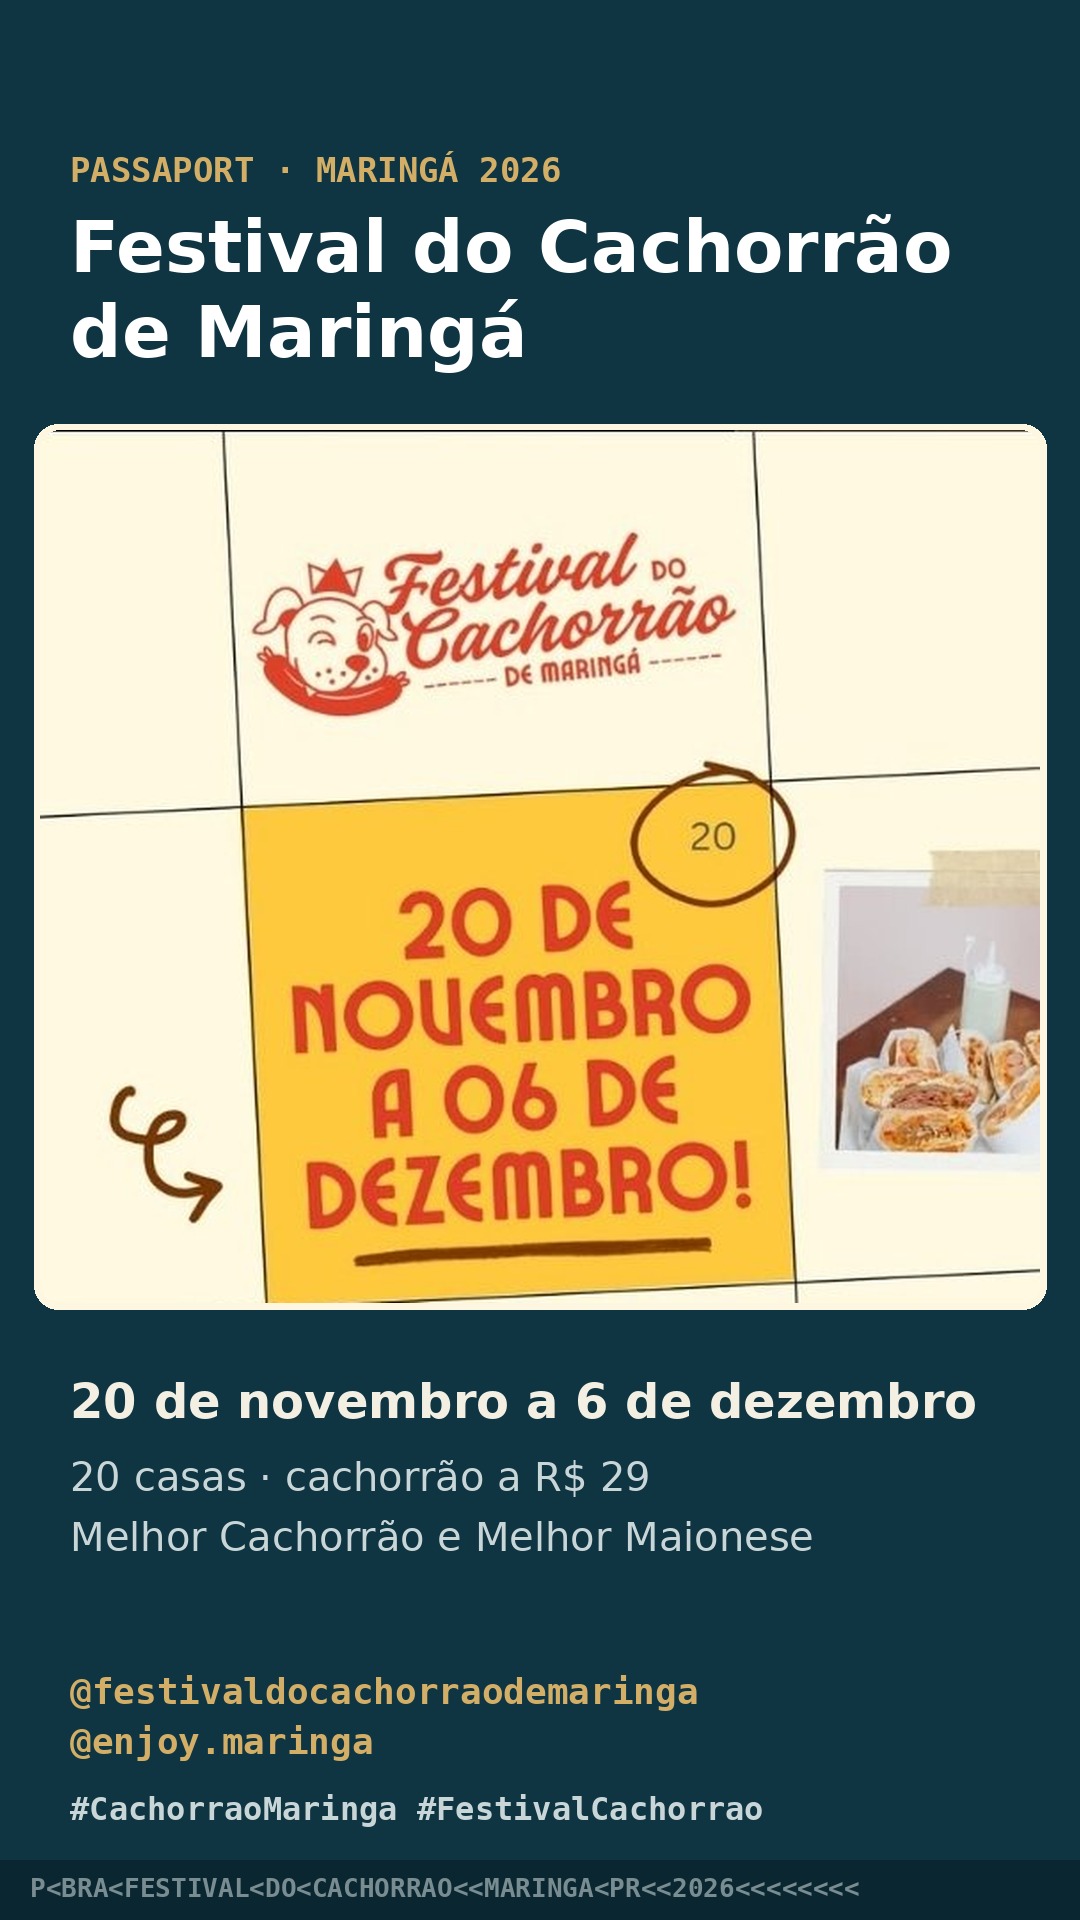 PASSAPORT · MARINGÁ 2026
Festival do Cachorrão
de Maringá
Festival DO
Cachorrão
DE MARINGÁ
20
20 DE
NOVEMBRO
A 06 DE
DEZEMBRO!
20 de novembro a 6 de dezembro
20 casas · cachorrão a R$ 29
Melhor Cachorrão e Melhor Maionese
@festivaldocachorraodemaringa
@enjoy.maringa
#CachorraoMaringa #FestivalCachorrao
P<BRA<FESTIVAL<DO<CACHORRAO<<MARINGA<PR<<2026<<<<<<<<